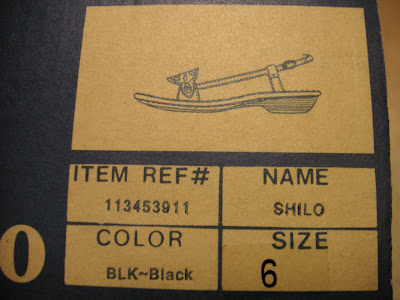 ITEM REF# NAME
113453911 SHILO
COLOR SIZE
BLK~Black 6
O